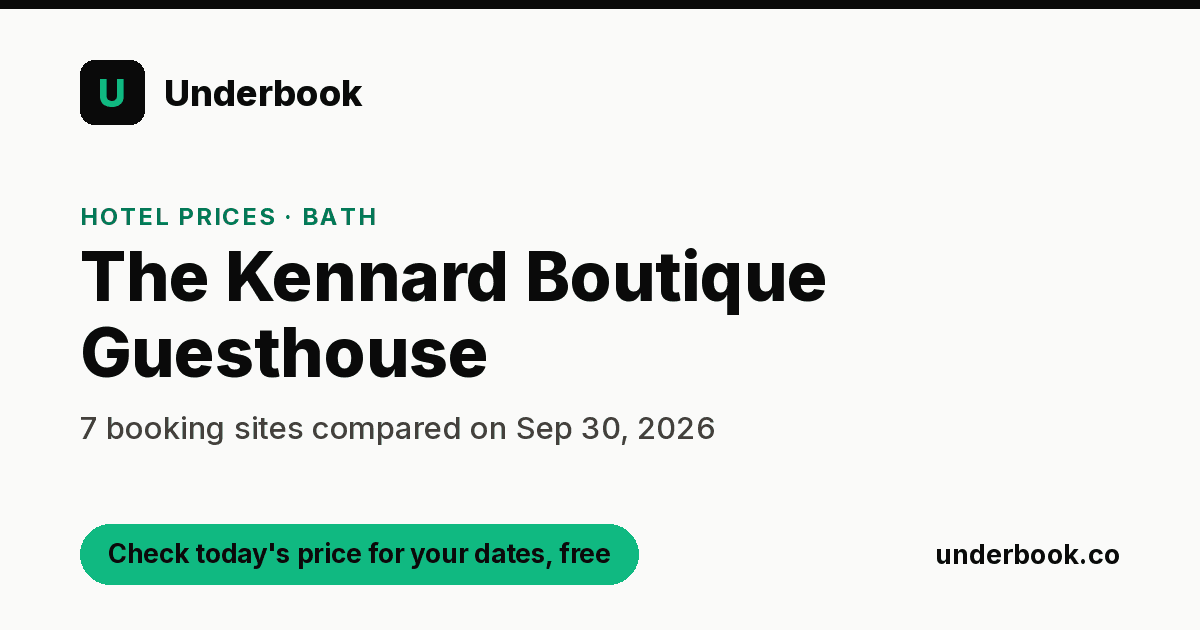 U Underbook
HOTEL PRICES · BATH
The Kennard Boutique
Guesthouse
7 booking sites compared on Sep 30, 2026
Check today's price for your dates, free
underbook.co